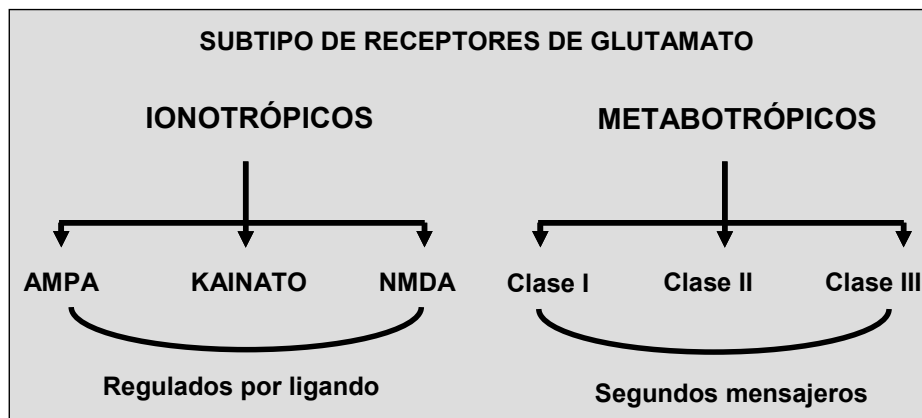 SUBTIPO DE RECEPTORES DE GLUTAMATO
IONOTRÓPICOS
METABOTRÓPICOS
AMPA
KAINATO
NMDA
Clase I
Clase II
Clase III
Regulados por ligando
Segundos mensajeros